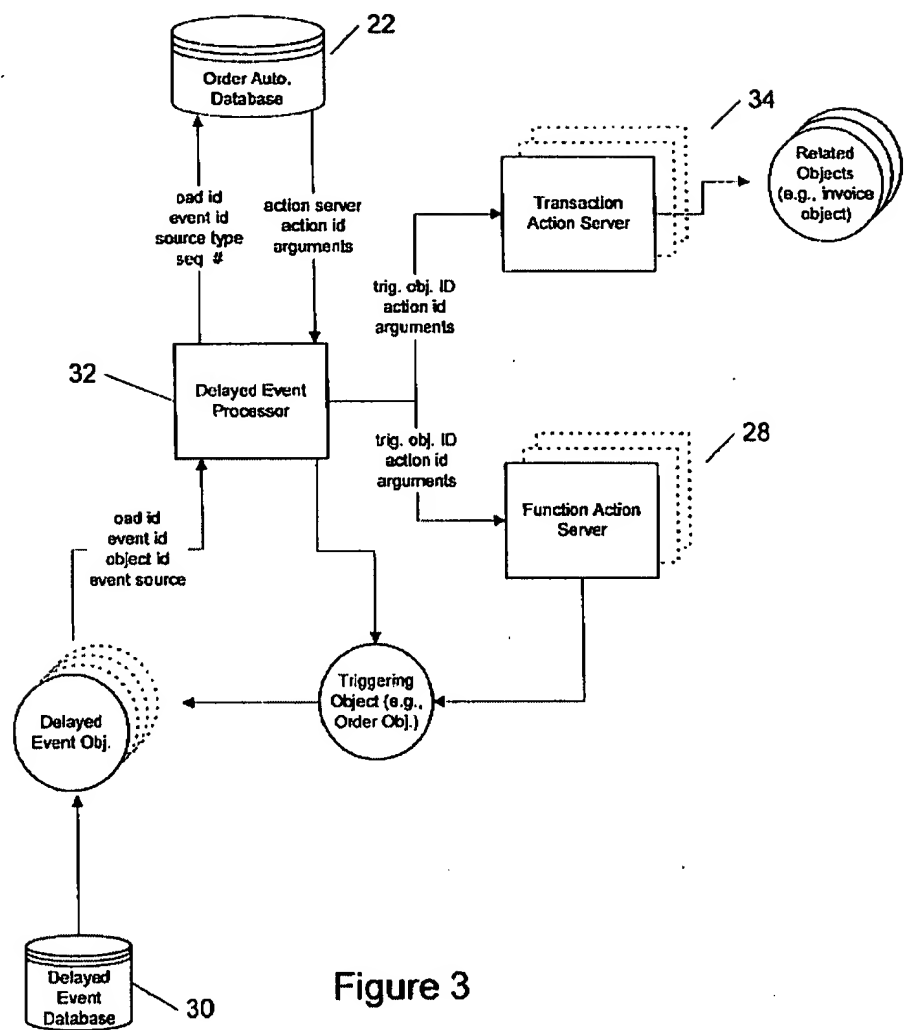 22
Order Auto.
Database
34
Related
Objects
(e.g., invoice
object)
Transaction
Action Server
oad id
event id
source type
seq #
action server
action id
arguments
trig. obj. ID
action id
arguments
32
Delayed Event
Processor
trig. obj. ID
action id
arguments
28
Function Action
Server
oad id
event id
object id
event source
Triggering
Object (e.g.,
Order Obj.)
Delayed
Event Obj.
Delayed
Event
Database
30
Figure 3